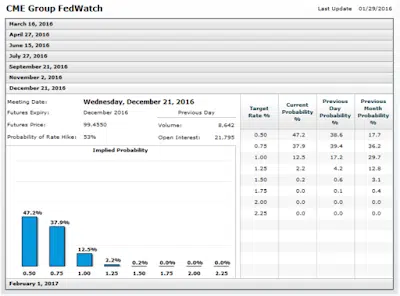 CME Group FedWatch
Last Update 01/29/2016
March 16, 2016
April 27, 2016
June 15, 2016
July 27, 2016
September 21, 2016
November 2, 2016
December 21, 2016
Meeting Date: Wednesday, December 21, 2016
Futures Expiry: December 2016 Previous Day
Futures Price: 99.4550 Volume: 8,642
Probability of Rate Hike: 53% Open Interest: 21,795
Implied Probability
47.2% 37.9% 12.5% 2.2% 0.2% 0.0% 0.0% 0.0%
0.50 0.75 1.00 1.25 1.50 1.75 2.00 2.25
Target Rate % Current Probability % Previous Day Probability % Previous Month Probability %
0.50 47.2 38.6 17.7
0.75 37.9 39.4 36.2
1.00 12.5 17.2 29.7
1.25 2.2 4.2 12.8
1.50 0.2 0.6 3.1
1.75 0.0 0.1 0.4
2.00 0.0 0.0 0.0
2.25 0.0 0.0 0.0
February 1, 2017